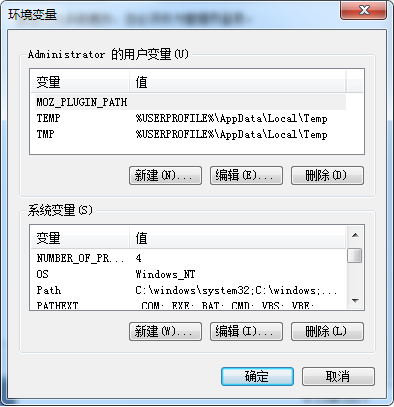 环境变量
Administrator 的用户变量(U)
变量 值
MOZ_PLUGIN_PATH
TEMP %USERPROFILE%\AppData\Local\Temp
TMP %USERPROFILE%\AppData\Local\Temp
新建(N)... 编辑(E)... 删除(D)
系统变量(S)
变量 值
NUMBER_OF_PR... 4
OS Windows_NT
Path C:\windows\system32;C:\windows;...
PATHEXT .COM;.EXE;.BAT;.CMD;.VBS;.VBE;
新建(W)... 编辑(I)... 删除(L)
确定 取消